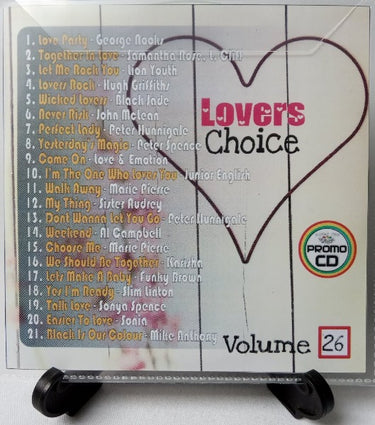 1. Love Party - George Nooks
2. Together In Love - Samantha Rose, L. Clint
3. Let Me Rock You - Lion Youth
4. Lovers Rock - Hugh Griffiths
5. Wicked Lovers - Black Jade
6. Never Risk - John McLean
7. Perfect Lady - Peter Hunnigale
8. Yesterday's Magic - Peter Spence
9. Come On - Love & Emotion
10. I'm The One Who Loves You - Junior English
11. Walk Away - Marie Pierre
12. My Thing - Sister Audrey
13. Dont Wanna Let You Go - Peter Hunnigale
14. Weekend - Al Campbell
15. Choose Me - Marie Pierre
16. We Should Be Together - Karisha
17. Lets Make A Baby - Funky Brown
18. Yes I'm Ready - Slim Linton
19. Talk Love - Sonya Spence
20. Easier To Love - Sonia
21. Black Is Our Colour - Mike Anthony
Lovers
Choice
PROMO
CD
Volume 26